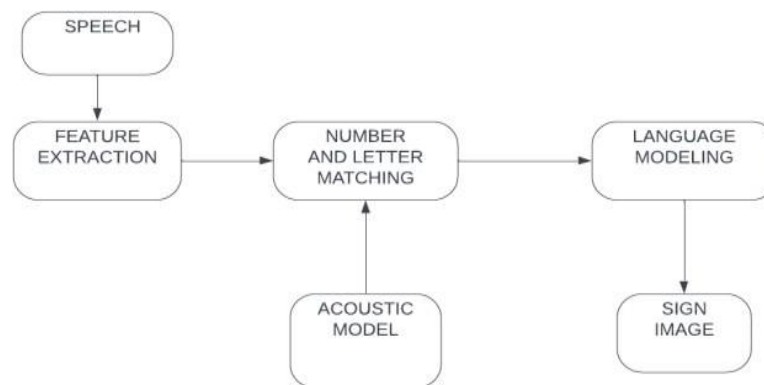 SPEECH
FEATURE
EXTRACTION
NUMBER
AND LETTER
MATCHING
LANGUAGE
MODELING
ACOUSTIC
MODEL
SIGN
IMAGE